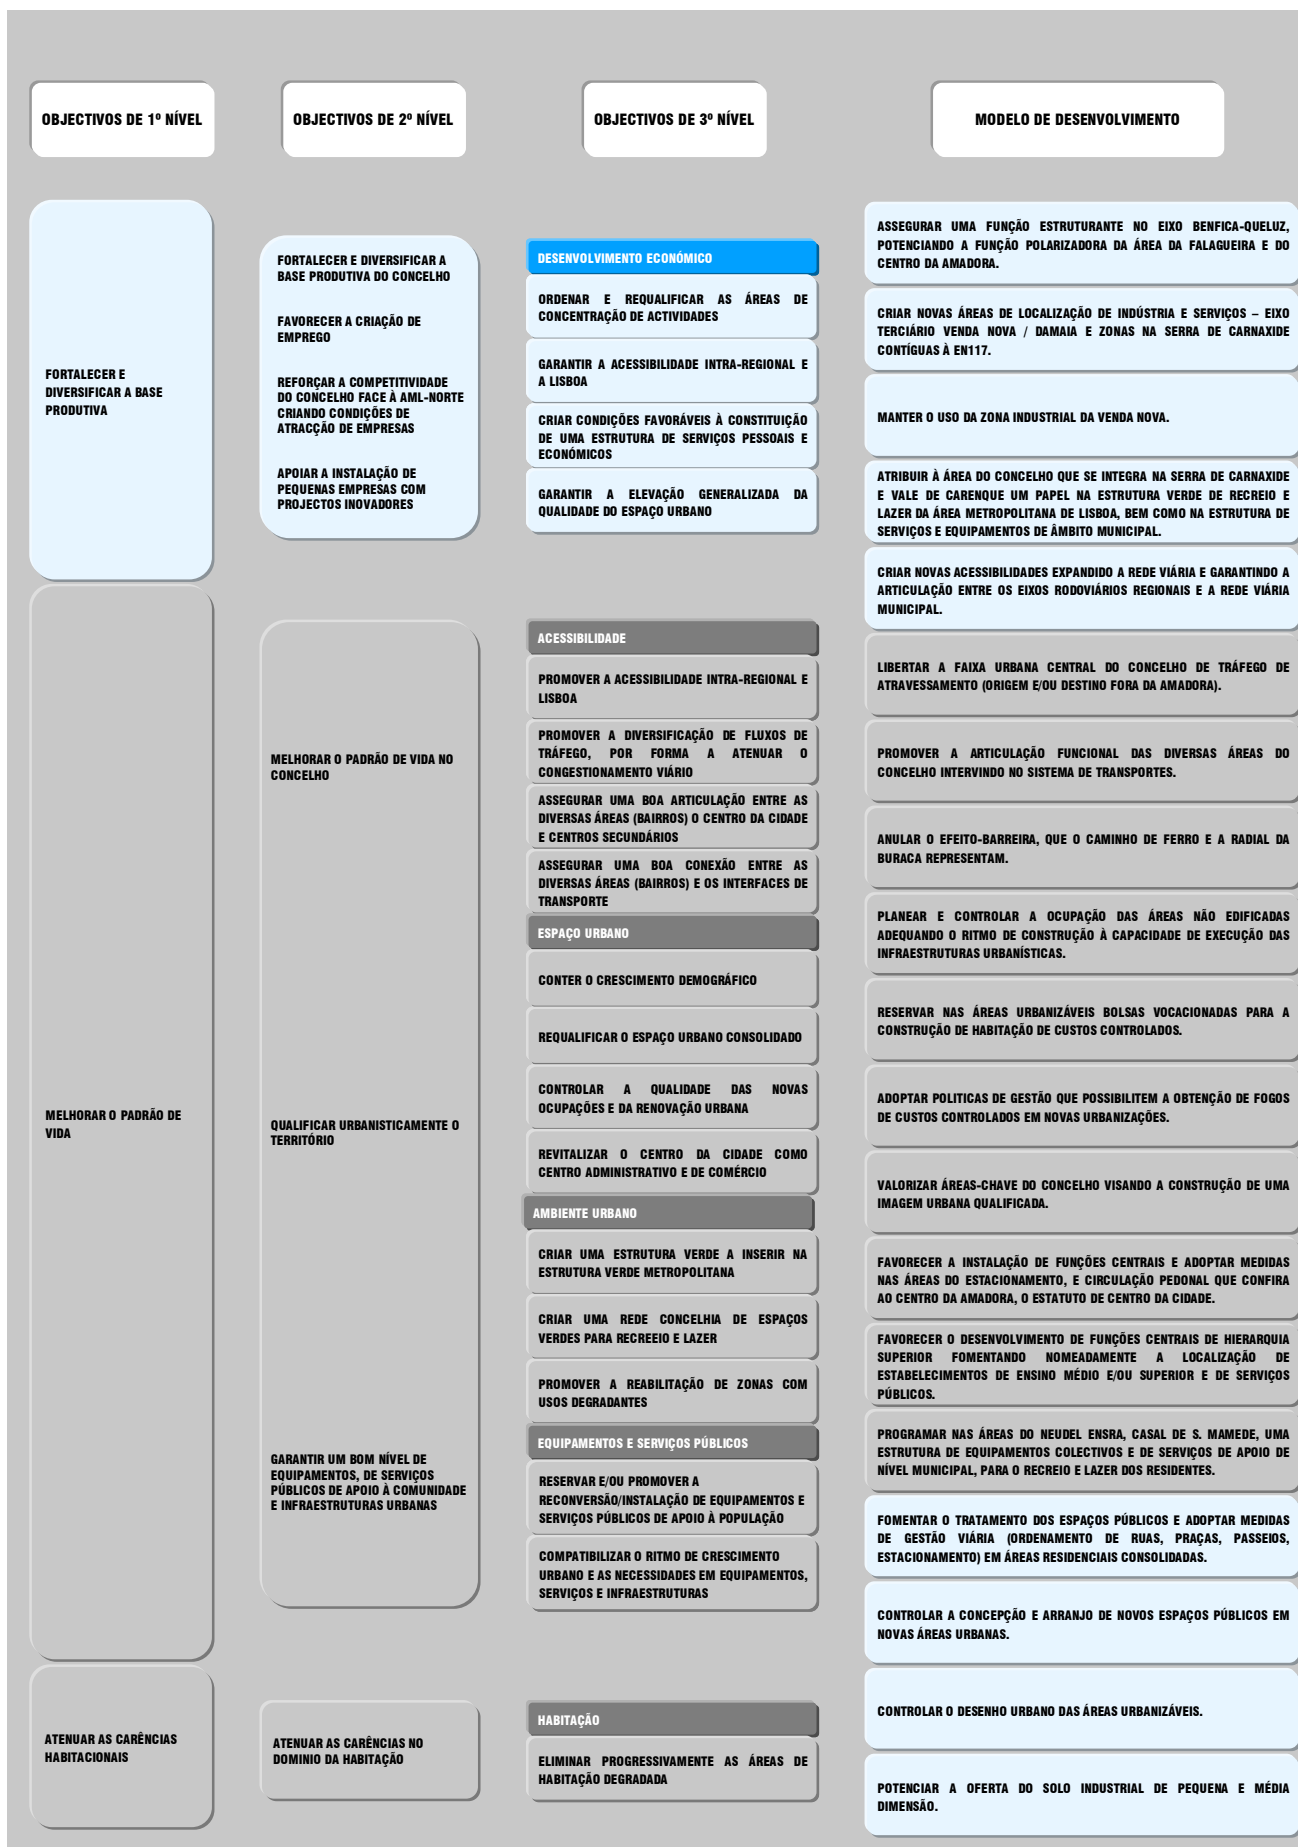 OBJECTIVOS DE 1º NÍVEL
OBJECTIVOS DE 2º NÍVEL
OBJECTIVOS DE 3º NÍVEL
MODELO DE DESENVOLVIMENTO
FORTALECER E
DIVERSIFICAR A BASE
PRODUTIVA
MELHORAR O PADRÃO DE
VIDA
ATENUAR AS CARÊNCIAS
HABITACIONAIS
FORTALECER E DIVERSIFICAR A
BASE PRODUTIVA DO CONCELHO
FAVORECER A CRIAÇÃO DE
EMPREGO
REFORÇAR A COMPETITIVIDADE
DO CONCELHO FACE À AML-NORTE
CRIANDO CONDIÇÕES DE
ATRACÇÃO DE EMPRESAS
APOIAR A INSTALAÇÃO DE
PEQUENAS EMPRESAS COM
PROJECTOS INOVADORES
MELHORAR O PADRÃO DE VIDA NO
CONCELHO
QUALIFICAR URBANISTICAMENTE O
TERRITÓRIO
GARANTIR UM BOM NÍVEL DE
EQUIPAMENTOS, DE SERVIÇOS
PÚBLICOS DE APOIO À COMUNIDADE
E INFRAESTRUTURAS URBANAS
ATENUAR AS CARÊNCIAS NO
DOMINIO DA HABITAÇÃO
DESENVOLVIMENTO ECONÓMICO
ORDENAR E REQUALIFICAR AS ÁREAS DE
CONCENTRAÇÃO DE ACTIVIDADES
GARANTIR A ACESSIBILIDADE INTRA-REGIONAL E
A LISBOA
CRIAR CONDIÇÕES FAVORÁVEIS À CONSTITUIÇÃO
DE UMA ESTRUTURA DE SERVIÇOS PESSOAIS E
ECONÓMICOS
GARANTIR A ELEVAÇÃO GENERALIZADA DA
QUALIDADE DO ESPAÇO URBANO
ACESSIBILIDADE
PROMOVER A ACESSIBILIDADE INTRA-REGIONAL E
LISBOA
PROMOVER A DIVERSIFICAÇÃO DE FLUXOS DE
TRÁFEGO, POR FORMA A ATENUAR O
CONGESTIONAMENTO VIÁRIO
ASSEGURAR UMA BOA ARTICULAÇÃO ENTRE AS
DIVERSAS ÁREAS (BAIRROS) O CENTRO DA CIDADE
E CENTROS SECUNDÁRIOS
ASSEGURAR UMA BOA CONEXÃO ENTRE AS
DIVERSAS ÁREAS (BAIRROS) E OS INTERFACES DE
TRANSPORTE
ESPAÇO URBANO
CONTER O CRESCIMENTO DEMOGRÁFICO
REQUALIFICAR O ESPAÇO URBANO CONSOLIDADO
CONTROLAR A QUALIDADE DAS NOVAS
OCUPAÇÕES E DA RENOVAÇÃO URBANA
REVITALIZAR O CENTRO DA CIDADE COMO
CENTRO ADMINISTRATIVO E DE COMÉRCIO
AMBIENTE URBANO
CRIAR UMA ESTRUTURA VERDE A INSERIR NA
ESTRUTURA VERDE METROPOLITANA
CRIAR UMA REDE CONCELHIA DE ESPAÇOS
VERDES PARA RECREEIO E LAZER
PROMOVER A REABILITAÇÃO DE ZONAS COM
USOS DEGRADANTES
EQUIPAMENTOS E SERVIÇOS PÚBLICOS
RESERVAR E/OU PROMOVER A
RECONVERSÃO/INSTALAÇÃO DE EQUIPAMENTOS E
SERVIÇOS PÚBLICOS DE APOIO À POPULAÇÃO
COMPATIBILIZAR O RITMO DE CRESCIMENTO
URBANO E AS NECESSIDADES EM EQUIPAMENTOS,
SERVIÇOS E INFRAESTRUTURAS
HABITAÇÃO
ELIMINAR PROGRESSIVAMENTE AS ÁREAS DE
HABITAÇÃO DEGRADADA
ASSEGURAR UMA FUNÇÃO ESTRUTURANTE NO EIXO BENFICA-QUELUZ,
POTENCIANDO A FUNÇÃO POLARIZADORA DA ÁREA DA FALAGUEIRA E DO
CENTRO DA AMADORA.
CRIAR NOVAS ÁREAS DE LOCALIZAÇÃO DE INDÚSTRIA E SERVIÇOS – EIXO
TERCIÁRIO VENDA NOVA / DAMAIA E ZONAS NA SERRA DE CARNAXIDE
CONTÍGUAS À EN117.
MANTER O USO DA ZONA INDUSTRIAL DA VENDA NOVA.
ATRIBUIR À ÁREA DO CONCELHO QUE SE INTEGRA NA SERRA DE CARNAXIDE
E VALE DE CARENQUE UM PAPEL NA ESTRUTURA VERDE DE RECREIO E
LAZER DA ÁREA METROPOLITANA DE LISBOA, BEM COMO NA ESTRUTURA DE
SERVIÇOS E EQUIPAMENTOS DE ÂMBITO MUNICIPAL.
CRIAR NOVAS ACESSIBILIDADES EXPANDIDO A REDE VIÁRIA E GARANTINDO A
ARTICULAÇÃO ENTRE OS EIXOS RODOVIÁRIOS REGIONAIS E A REDE VIÁRIA
MUNICIPAL.
LIBERTAR A FAIXA URBANA CENTRAL DO CONCELHO DE TRÁFEGO DE
ATRAVESSAMENTO (ORIGEM E/OU DESTINO FORA DA AMADORA).
PROMOVER A ARTICULAÇÃO FUNCIONAL DAS DIVERSAS ÁREAS DO
CONCELHO INTERVINDO NO SISTEMA DE TRANSPORTES.
ANULAR O EFEITO-BARREIRA, QUE O CAMINHO DE FERRO E A RADIAL DA
BURACA REPRESENTAM.
PLANEAR E CONTROLAR A OCUPAÇÃO DAS ÁREAS NÃO EDIFICADAS
ADEQUANDO O RITMO DE CONSTRUÇÃO À CAPACIDADE DE EXECUÇÃO DAS
INFRAESTRUTURAS URBANÍSTICAS.
RESERVAR NAS ÁREAS URBANIZÁVEIS BOLSAS VOCACIONADAS PARA A
CONSTRUÇÃO DE HABITAÇÃO DE CUSTOS CONTROLADOS.
ADOPTAR POLITICAS DE GESTÃO QUE POSSIBILITEM A OBTENÇÃO DE FOGOS
DE CUSTOS CONTROLADOS EM NOVAS URBANIZAÇÕES.
VALORIZAR ÁREAS-CHAVE DO CONCELHO VISANDO A CONSTRUÇÃO DE UMA
IMAGEM URBANA QUALIFICADA.
FAVORECER A INSTALAÇÃO DE FUNÇÕES CENTRAIS E ADOPTAR MEDIDAS
NAS ÁREAS DO ESTACIONAMENTO, E CIRCULAÇÃO PEDONAL QUE CONFIRA
AO CENTRO DA AMADORA, O ESTATUTO DE CENTRO DA CIDADE.
FAVORECER O DESENVOLVIMENTO DE FUNÇÕES CENTRAIS DE HIERARQUIA
SUPERIOR FOMENTANDO NOMEADAMENTE A LOCALIZAÇÃO DE
ESTABELECIMENTOS DE ENSINO MÉDIO E/OU SUPERIOR E DE SERVIÇOS
PÚBLICOS.
PROGRAMAR NAS ÁREAS DO NEUDEL ENSRA, CASAL DE S. MAMEDE, UMA
ESTRUTURA DE EQUIPAMENTOS COLECTIVOS E DE SERVIÇOS DE APOIO DE
NÍVEL MUNICIPAL, PARA O RECREIO E LAZER DOS RESIDENTES.
FOMENTAR O TRATAMENTO DOS ESPAÇOS PÚBLICOS E ADOPTAR MEDIDAS
DE GESTÃO VIÁRIA (ORDENAMENTO DE RUAS, PRAÇAS, PASSEIOS,
ESTACIONAMENTO) EM ÁREAS RESIDENCIAIS CONSOLIDADAS.
CONTROLAR A CONCEPÇÃO E ARRANJO DE NOVOS ESPAÇOS PÚBLICOS EM
NOVAS ÁREAS URBANAS.
CONTROLAR O DESENHO URBANO DAS ÁREAS URBANIZÁVEIS.
POTENCIAR A OFERTA DO SOLO INDUSTRIAL DE PEQUENA E MÉDIA
DIMENSÃO.